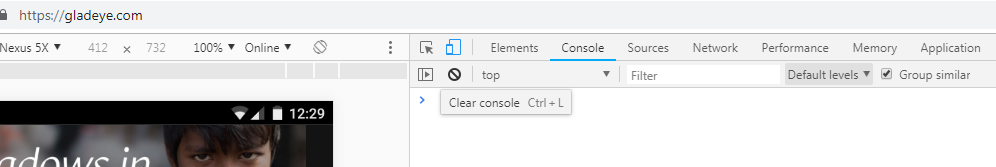 https://gladeye.com
Nexus 5X ▼ 412 × 732 100% ▼ Online ▼
Elements Console Sources Network Performance Memory Application
top ▼ Filter Default levels ▼ Group similar
Clear console Ctrl + L
12:29
adows in